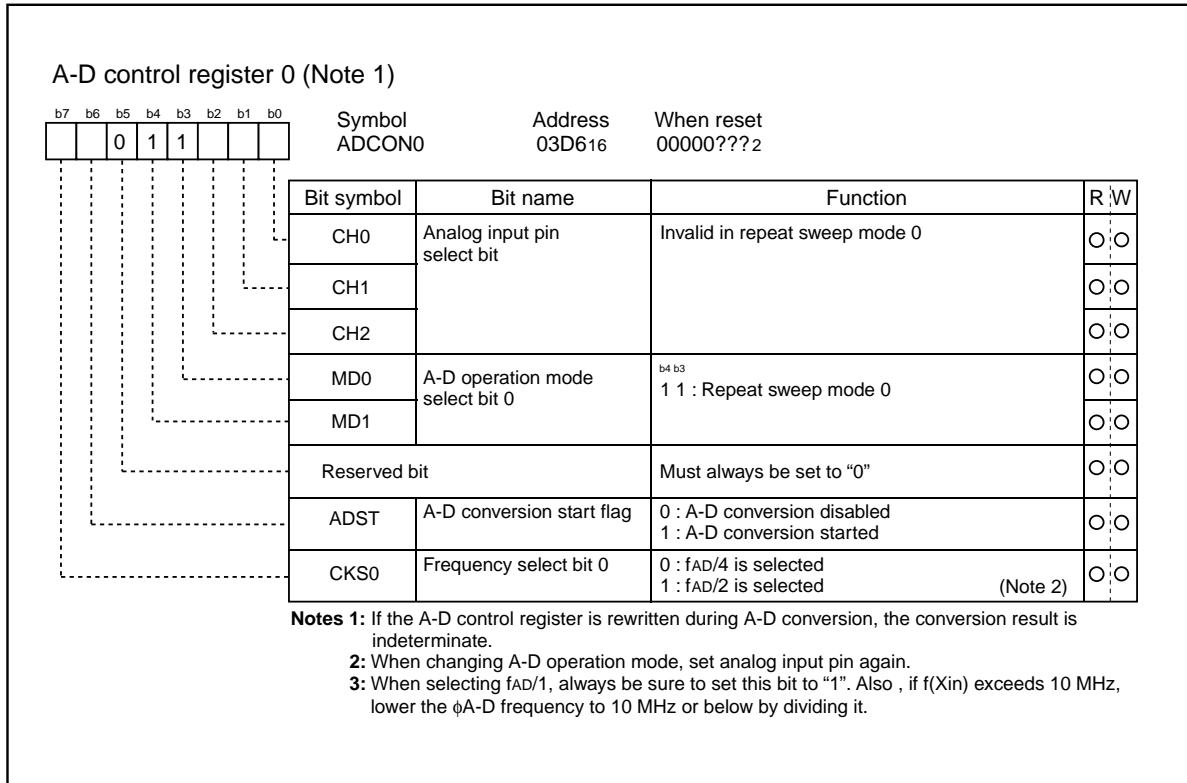 A-D control register 0 (Note 1)
b7 b6 b5 b4 b3 b2 b1 b0
0 1 1
Symbol Address When reset
ADCON0 03D616 00000???2
Bit symbol Bit name Function R W
CH0 Analog input pin select bit Invalid in repeat sweep mode 0 O O
CH1 O O
CH2 O O
MD0 A-D operation mode select bit 0 b4 b3
1 1 : Repeat sweep mode 0 O O
MD1 O O
Reserved bit Must always be set to “0” O O
ADST A-D conversion start flag 0 : A-D conversion disabled
1 : A-D conversion started O O
CKS0 Frequency select bit 0 0 : fAD/4 is selected
1 : fAD/2 is selected (Note 2) O O
Notes 1: If the A-D control register is rewritten during A-D conversion, the conversion result is
indeterminate.
2: When changing A-D operation mode, set analog input pin again.
3: When selecting fAD/1, always be sure to set this bit to “1”. Also , if f(Xin) exceeds 10 MHz,
lower the ϕA-D frequency to 10 MHz or below by dividing it.